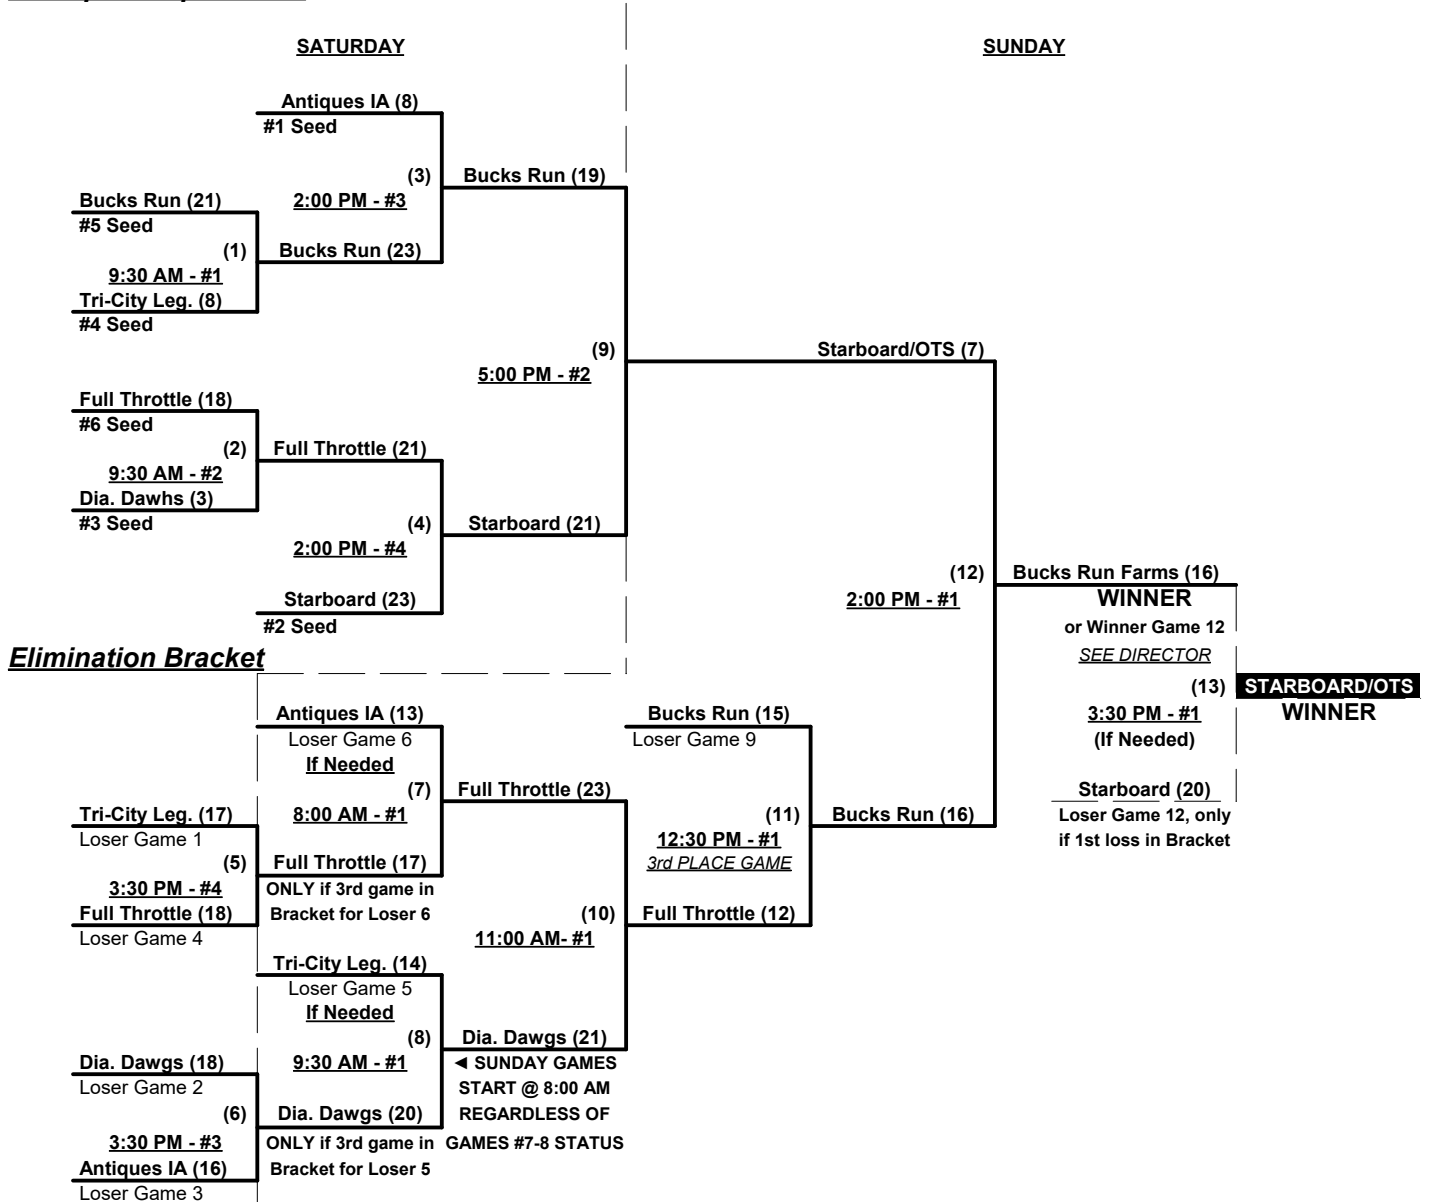 SATURDAY
SUNDAY
Antiques IA (8)
#1 Seed
(3)
Bucks Run (19)
2:00 PM - #3
Bucks Run (21)
#5 Seed
(1)
Bucks Run (23)
9:30 AM - #1
Tri-City Leg. (8)
#4 Seed
(9)
Starboard/OTS (7)
5:00 PM - #2
Full Throttle (18)
#6 Seed
(2)
Full Throttle (21)
9:30 AM - #2
Dia. Dawhs (3)
#3 Seed
(4)
Starboard (21)
2:00 PM - #4
(12)
Bucks Run Farms (16)
2:00 PM - #1
WINNER
Starboard (23)
#2 Seed
or Winner Game 12
SEE DIRECTOR
Elimination Bracket
(13)
STARBOARD/OTS
WINNER
3:30 PM - #1
(If Needed)
Antiques IA (13)
Loser Game 6
If Needed
Bucks Run (15)
Loser Game 9
(7)
Full Throttle (23)
8:00 AM - #1
Starboard (20)
Loser Game 12, only
if 1st loss in Bracket
Tri-City Leg. (17)
Loser Game 1
(11)
Bucks Run (16)
12:30 PM - #1
3rd PLACE GAME
(5)
Full Throttle (17)
3:30 PM - #4
ONLY if 3rd game in
Bracket for Loser 6
Full Throttle (18)
Loser Game 4
(10)
Full Throttle (12)
11:00 AM- #1
Tri-City Leg. (14)
Loser Game 5
If Needed
(8)
Dia. Dawgs (21)
9:30 AM - #1
◄ SUNDAY GAMES
START @ 8:00 AM
REGARDLESS OF
GAMES #7-8 STATUS
Dia. Dawgs (18)
Loser Game 2
(6)
Dia. Dawgs (20)
3:30 PM - #3
ONLY if 3rd game in
Bracket for Loser 5
Antiques IA (16)
Loser Game 3